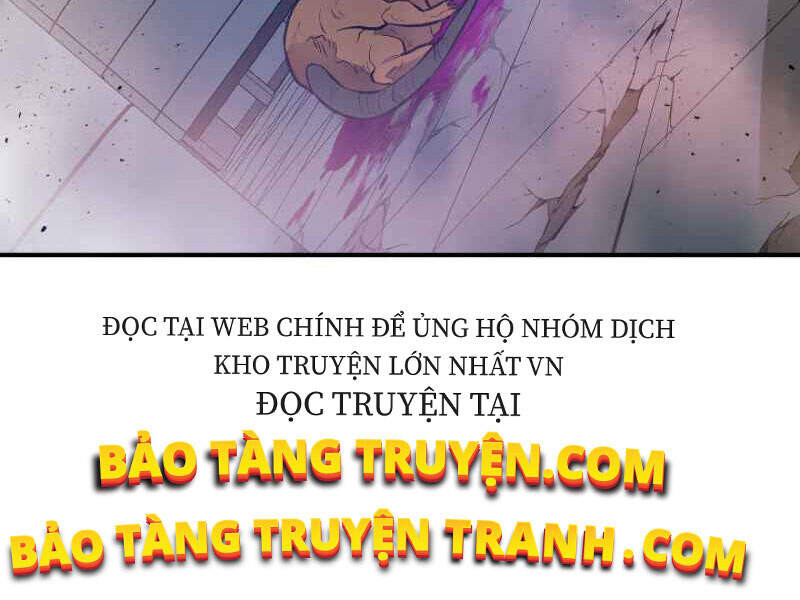 ĐỌC TẠI WEB CHÍNH ĐỂ ỦNG HỘ NHÓM DỊCH
KHO TRUYỆN LỚN NHẤT VN
ĐỌC TRUYỆN TẠI
BẢO TÀNG TRUYỆN.COM
BẢO TÀNG TRUYỆN TRANH.COM